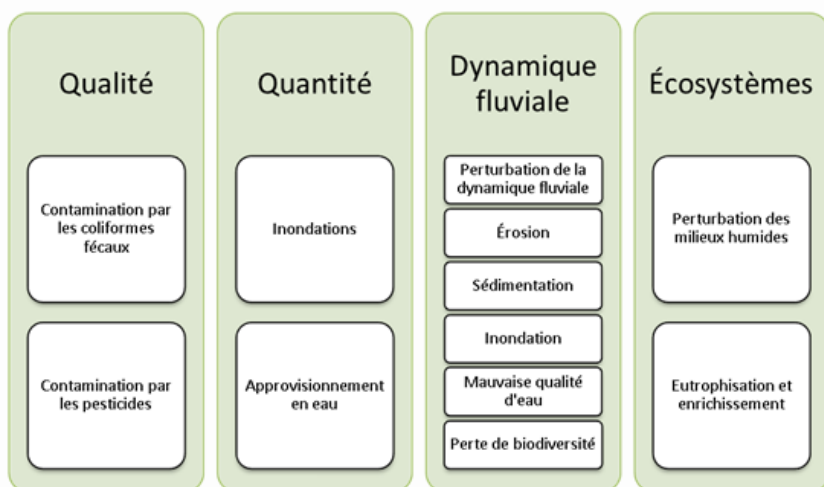 Qualité
Contamination par
les coliformes
fécaux
Contamination par
les pesticides
Quantité
Inondations
Approvisionnement
en eau
Dynamique
fluviale
Perturbation de la
dynamique fluviale
Érosion
Sédimentation
Inondation
Mauvaise qualité
d'eau
Perte de biodiversité
Écosystèmes
Perturbation des
milieux humides
Eutrophisation et
enrichissement